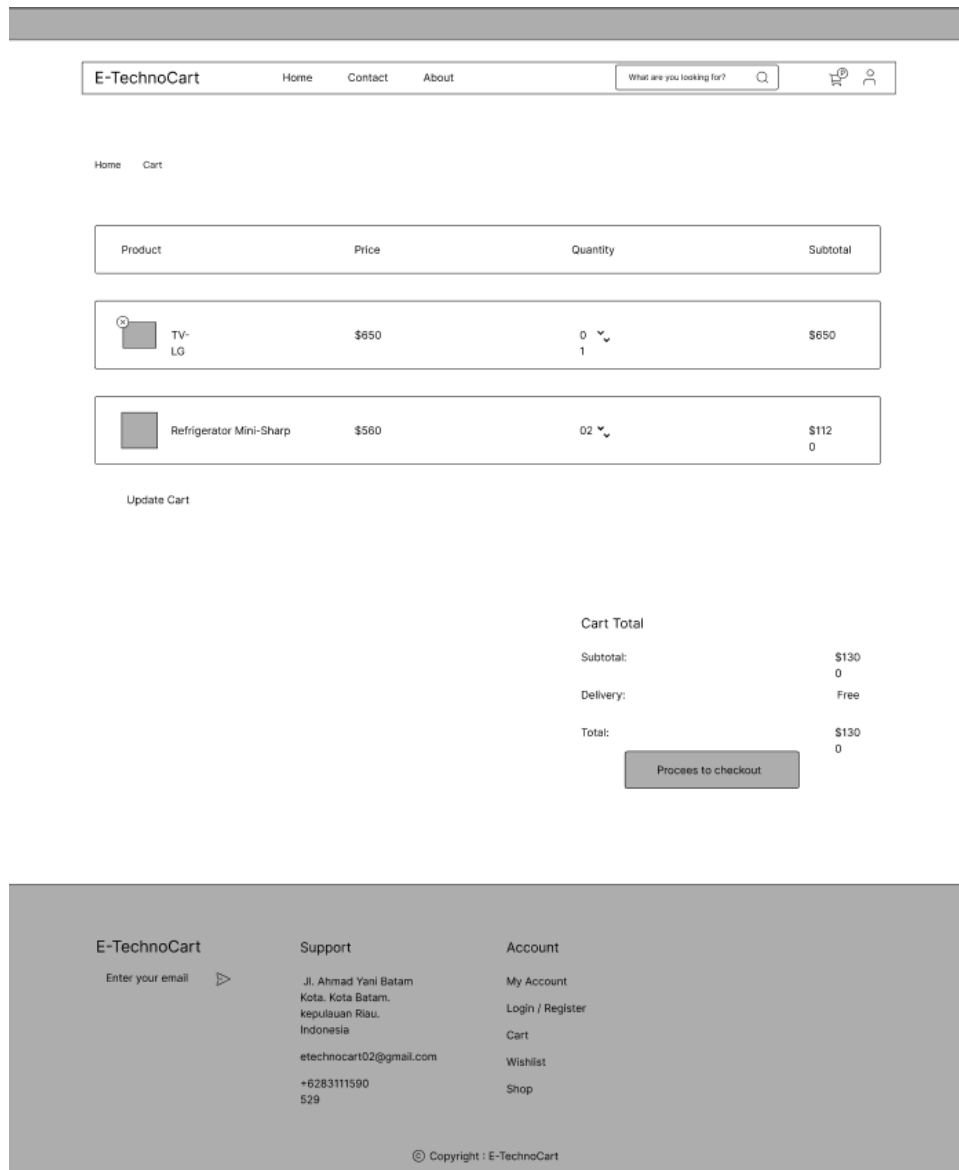 E-TechnoCart
Home
Contact
About
What are you looking for?
Home
Cart
Product
Price
Quantity
Subtotal
TV-
LG
$650
0
1
$650
Refrigerator Mini-Sharp
$560
02
$112
0
Update Cart
Cart Total
Subtotal:
$130
0
Delivery:
Free
Total:
$130
0
Procees to checkout
E-TechnoCart
Enter your email
Support
Jl. Ahmad Yani Batam
Kota. Kota Batam.
kepulauan Riau.
Indonesia
etechnocart02@gmail.com
+6283111590
529
Account
My Account
Login / Register
Cart
Wishlist
Shop
© Copyright : E-TechnoCart